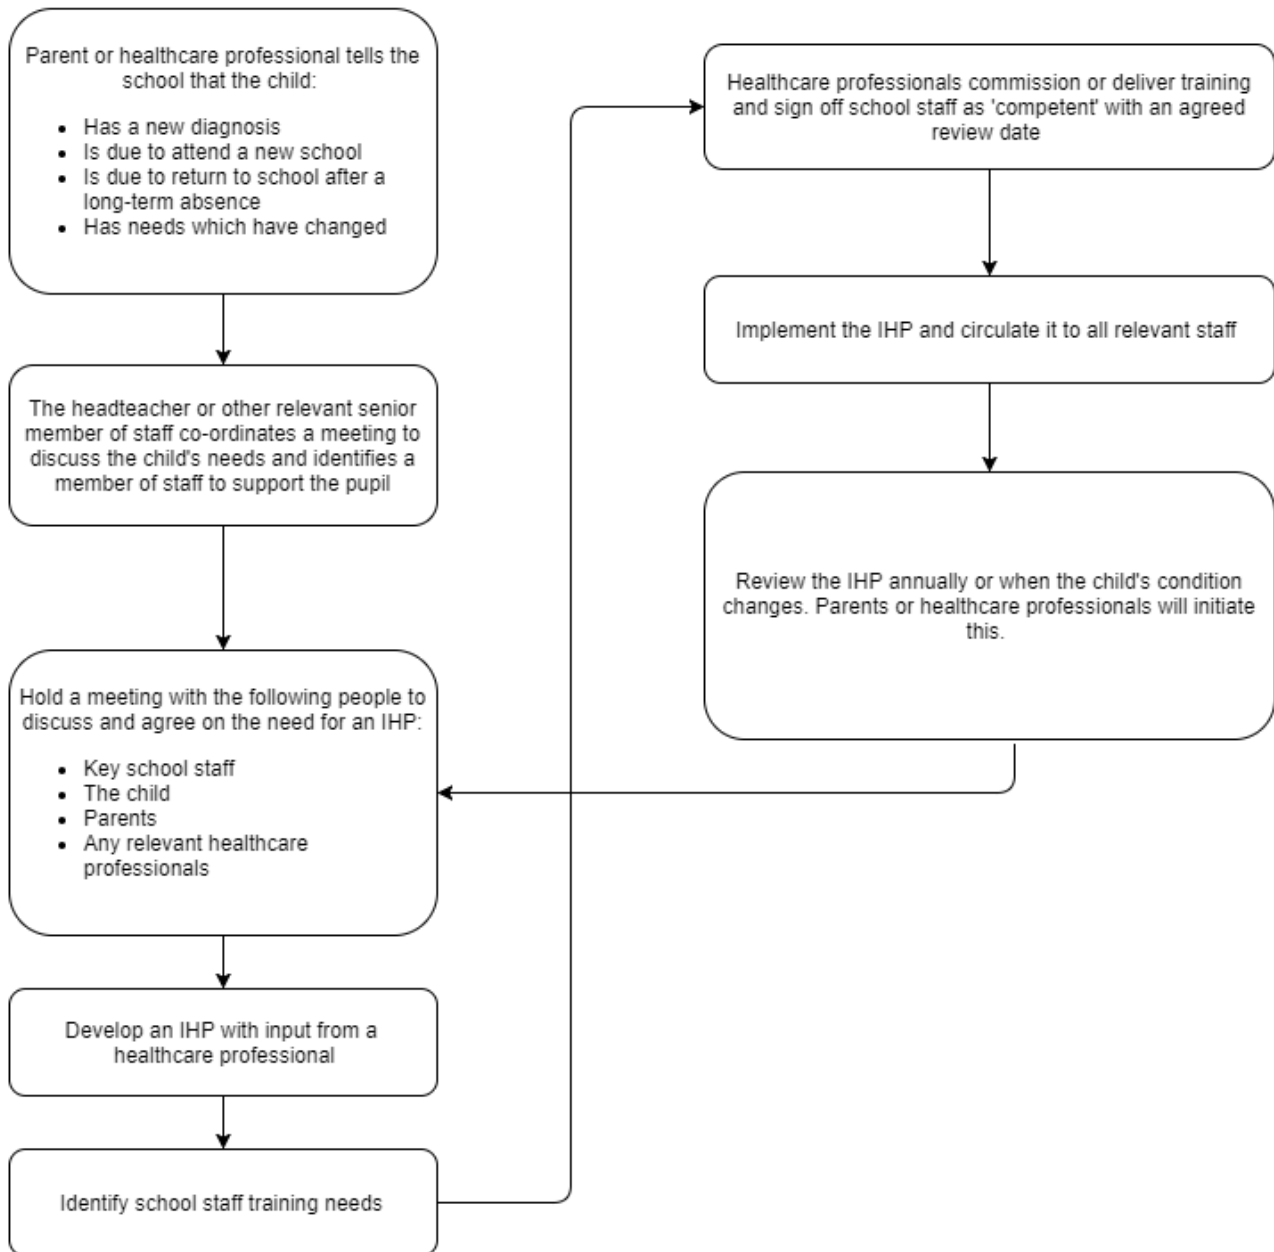 Parent or healthcare professional tells the
school that the child:
• Has a new diagnosis
• Is due to attend a new school
• Is due to return to school after a
long-term absence
• Has needs which have changed
The headteacher or other relevant senior
member of staff co-ordinates a meeting to
discuss the child's needs and identifies a
member of staff to support the pupil
Hold a meeting with the following people to
discuss and agree on the need for an IHP:
• Key school staff
• The child
• Parents
• Any relevant healthcare
professionals
Develop an IHP with input from a
healthcare professional
Identify school staff training needs
Healthcare professionals commission or deliver training
and sign off school staff as 'competent' with an agreed
review date
Implement the IHP and circulate it to all relevant staff
Review the IHP annually or when the child's condition
changes. Parents or healthcare professionals will initiate
this.